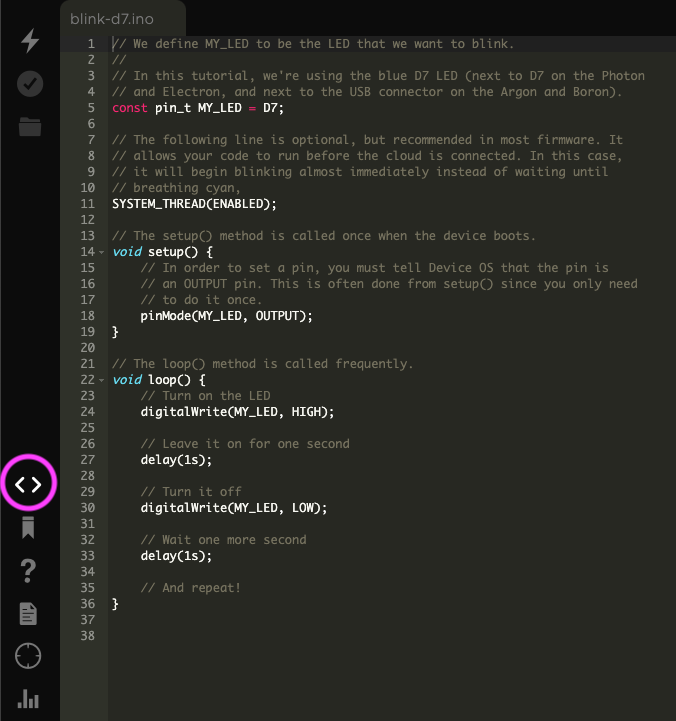 blink-d7.ino
1 // We define MY_LED to be the LED that we want to blink.
2 //
3 // In this tutorial, we're using the blue D7 LED (next to D7 on the Photon
4 // and Electron, and next to the USB connector on the Argon and Boron).
5 const pin_t MY_LED = D7;
6
7 // The following line is optional, but recommended in most firmware. It
8 // allows your code to run before the cloud is connected. In this case,
9 // it will begin blinking almost immediately instead of waiting until
10 // breathing cyan,
11 SYSTEM_THREAD(ENABLED);
12
13 // The setup() method is called once when the device boots.
14 void setup() {
15     // In order to set a pin, you must tell Device OS that the pin is
16     // an OUTPUT pin. This is often done from setup() since you only need
17     // to do it once.
18     pinMode(MY_LED, OUTPUT);
19 }
20
21 // The loop() method is called frequently.
22 void loop() {
23     // Turn on the LED
24     digitalWrite(MY_LED, HIGH);
25
26     // Leave it on for one second
27     delay(1s);
28
29     // Turn it off
30     digitalWrite(MY_LED, LOW);
31
32     // Wait one more second
33     delay(1s);
34
35     // And repeat!
36 }
37
38